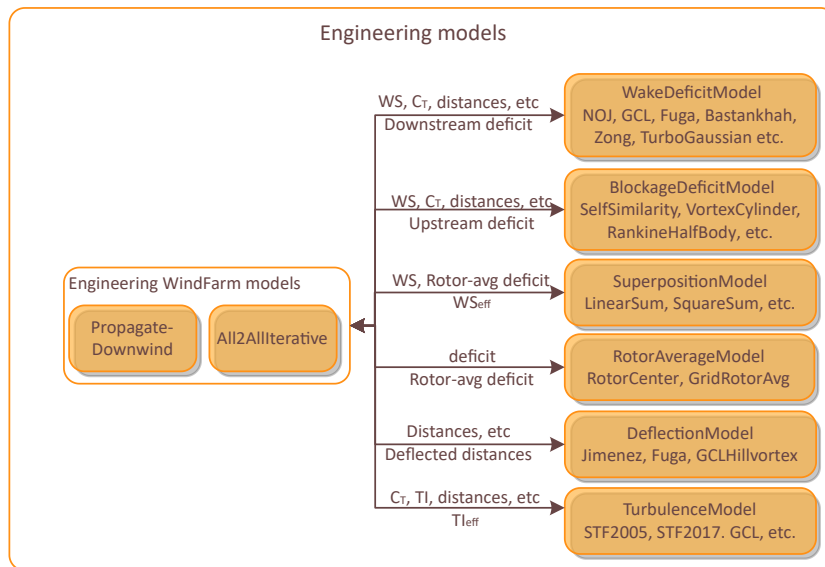 Engineering models
WS, CT, distances, etc
Downstream deficit
WakeDeficitModel
NOJ, GCL, Fuga, Bastankhah,
Zong, TurboGaussian etc.
WS, CT, distances, etc
Upstream deficit
BlockageDeficitModel
SelfSimilarity, VortexCylinder,
RankineHalfBody, etc.
Engineering WindFarm models
Propagate-
Downwind
All2AllIterative
WS, Rotor-avg deficit
WSeff
SuperpositionModel
LinearSum, SquareSum, etc.
deficit
Rotor-avg deficit
RotorAverageModel
RotorCenter, GridRotorAvg
Distances, etc
Deflected distances
DeflectionModel
Jimenez, Fuga, GCLHillvortex
CT, TI, distances, etc
TIeff
TurbulenceModel
STF2005, STF2017. GCL, etc.